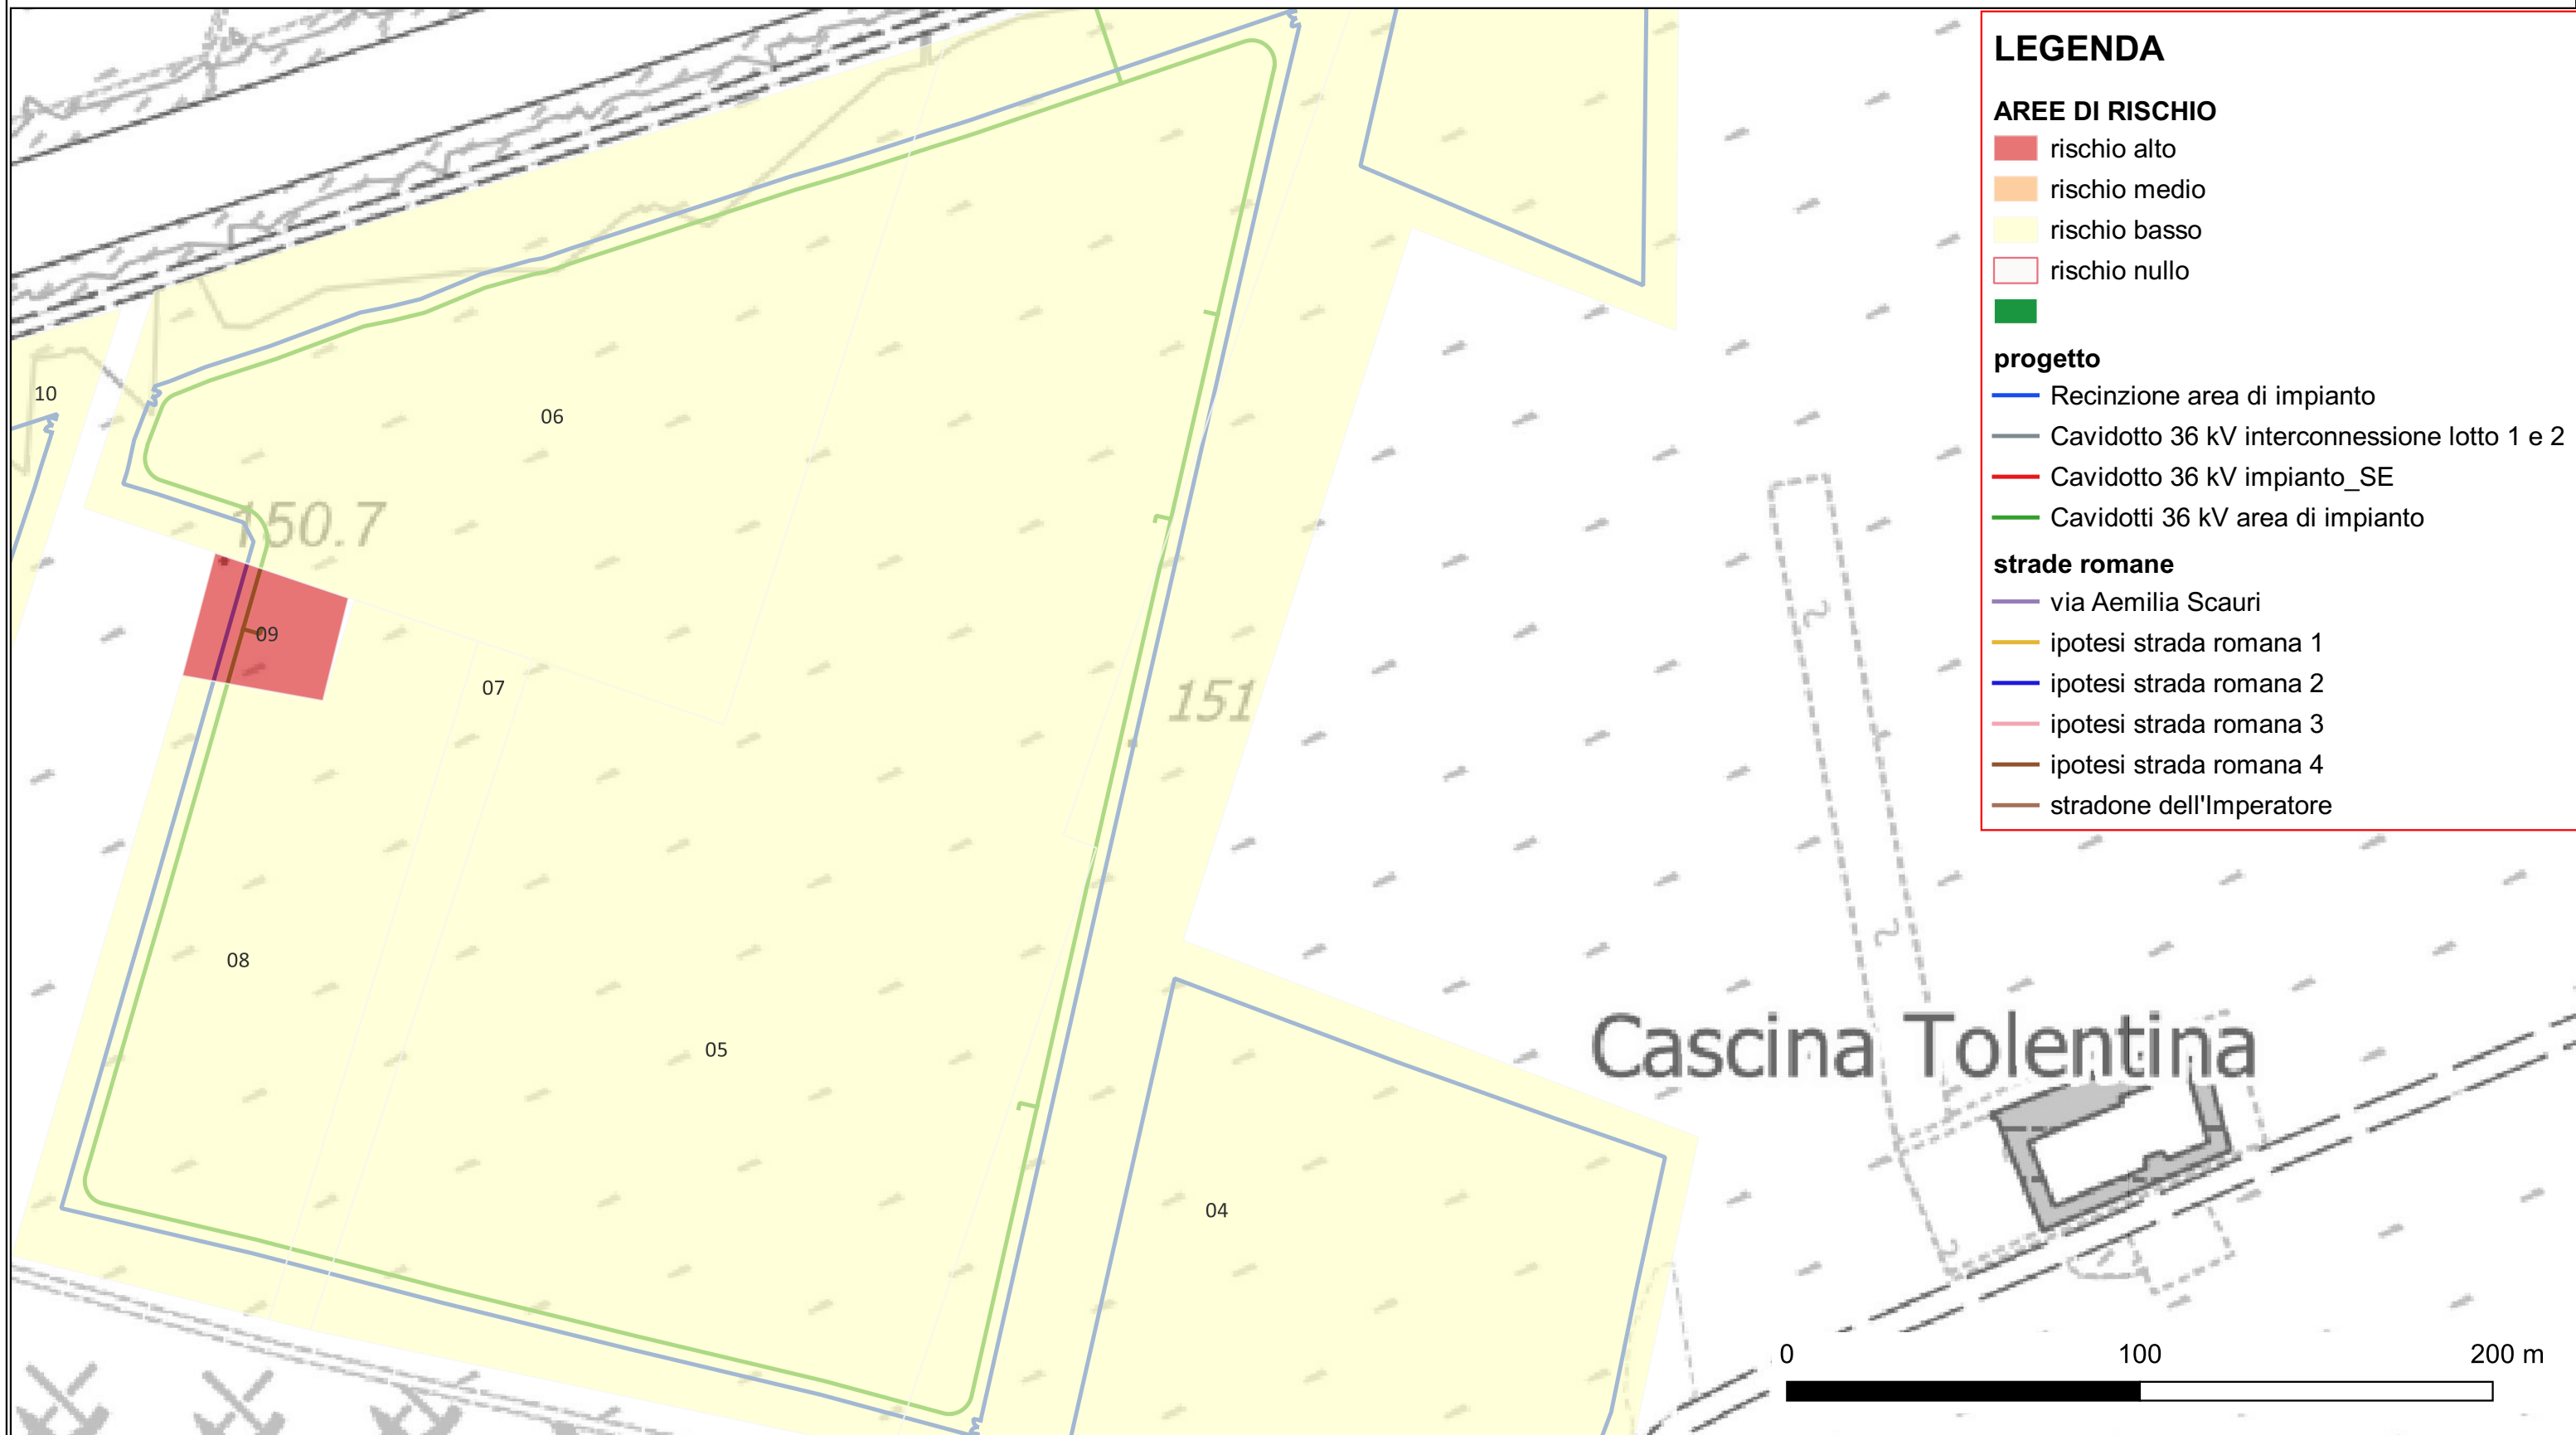 LEGENDA
AREE DI RISCHIO
rischio alto
rischio medio
rischio basso
rischio nullo
progetto
Recinzione area di impianto
Cavidotto 36 kV interconnessione lotto 1 e 2
Cavidotto 36 kV impianto_SE
Cavidotti 36 kV area di impianto
strade romane
via Aemilia Scauri
ipotesi strada romana 1
ipotesi strada romana 2
ipotesi strada romana 3
ipotesi strada romana 4
stradone dell'Imperatore
10
06
150.7
09
07
151
08
05
Cascina Tolentina
04
0 100 200 m